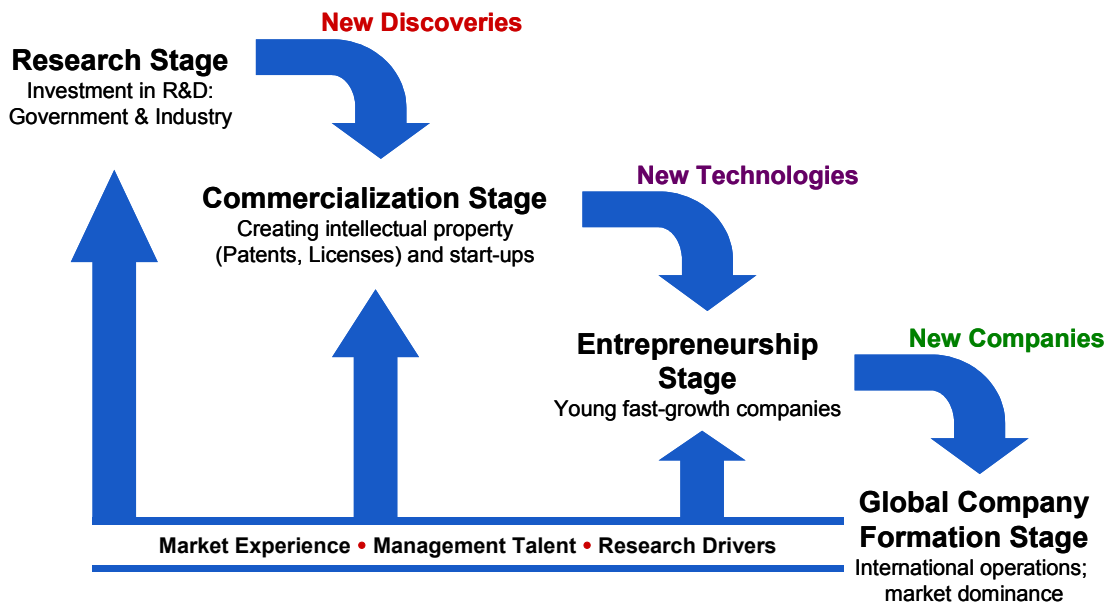 New Discoveries
Research Stage
Investment in R&D:
Government & Industry
New Technologies
Commercialization Stage
Creating intellectual property
(Patents, Licenses) and start-ups
New Companies
Entrepreneurship
Stage
Young fast-growth companies
Global Company
Formation Stage
International operations;
market dominance
Market Experience • Management Talent • Research Drivers